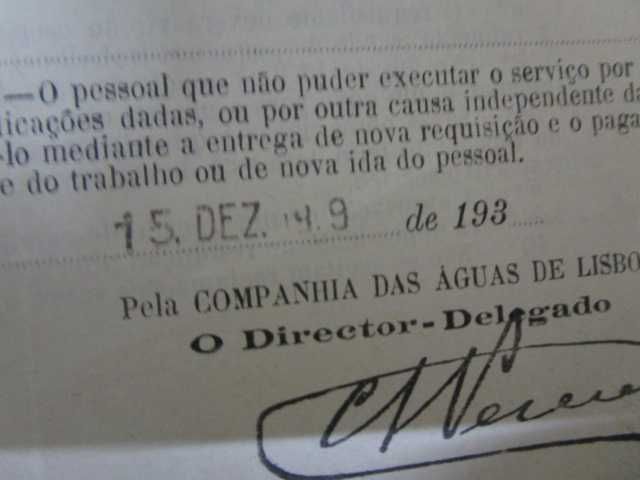 —O pessoal que não puder executar o serviço por
licações dadas, ou por outra causa independente da
-lo mediante a entrega de nova requisição e o paga
e do trabalho ou de nova ida do pessoal.
15. DEZ. de 193
Pela COMPANHIA DAS ÁGUAS DE LISBO
O Director-Delegado